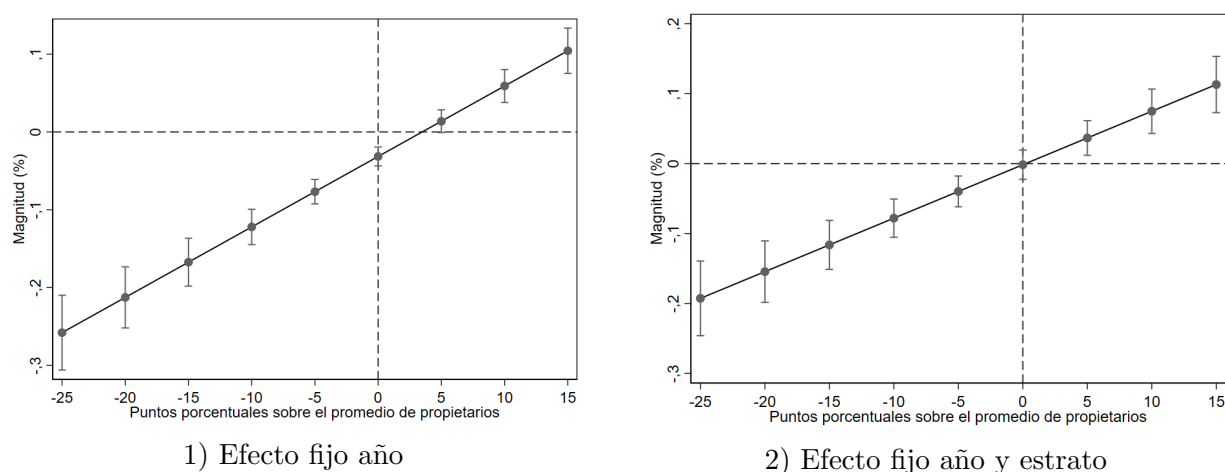 ,1
0
-,1
-,2
-,3
Magnitud (%)
-25 -20 -15 -10 -5 0 5 10 15
Puntos porcentuales sobre el promedio de propietarios
1) Efecto fijo año
,2
,1
0
-,1
-,2
-,3
Magnitud (%)
-25 -20 -15 -10 -5 0 5 10 15
Puntos porcentuales sobre el promedio de propietarios
2) Efecto fijo año y estrato